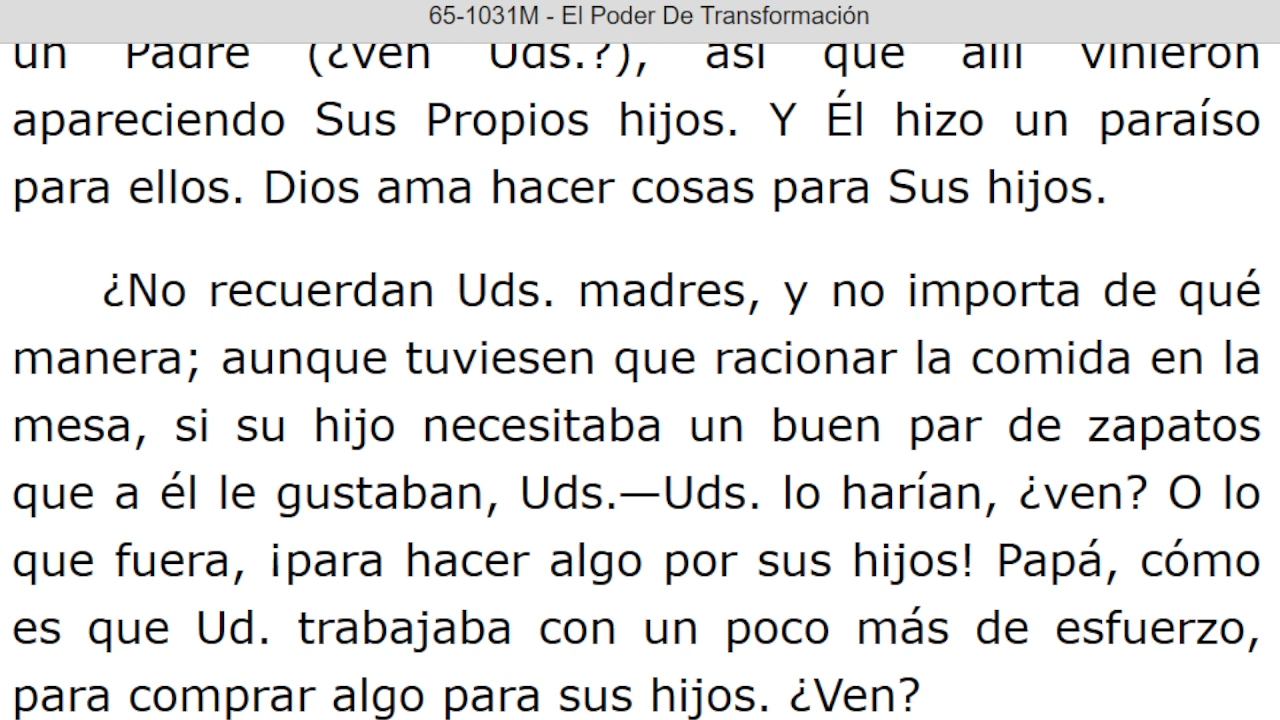 65-1031M - El Poder De Transformación
un Padre (¿ven Uds.?), así que allí vinieron
apareciendo Sus Propios hijos. Y Él hizo un paraíso
para ellos. Dios ama hacer cosas para Sus hijos.
¿No recuerdan Uds. madres, y no importa de qué
manera; aunque tuviesen que racionar la comida en la
mesa, si su hijo necesitaba un buen par de zapatos
que a él le gustaban, Uds.—Uds. lo harían, ¿ven? O lo
que fuera, ¡para hacer algo por sus hijos! Papá, cómo
es que Ud. trabajaba con un poco más de esfuerzo,
para comprar algo para sus hijos. ¿Ven?